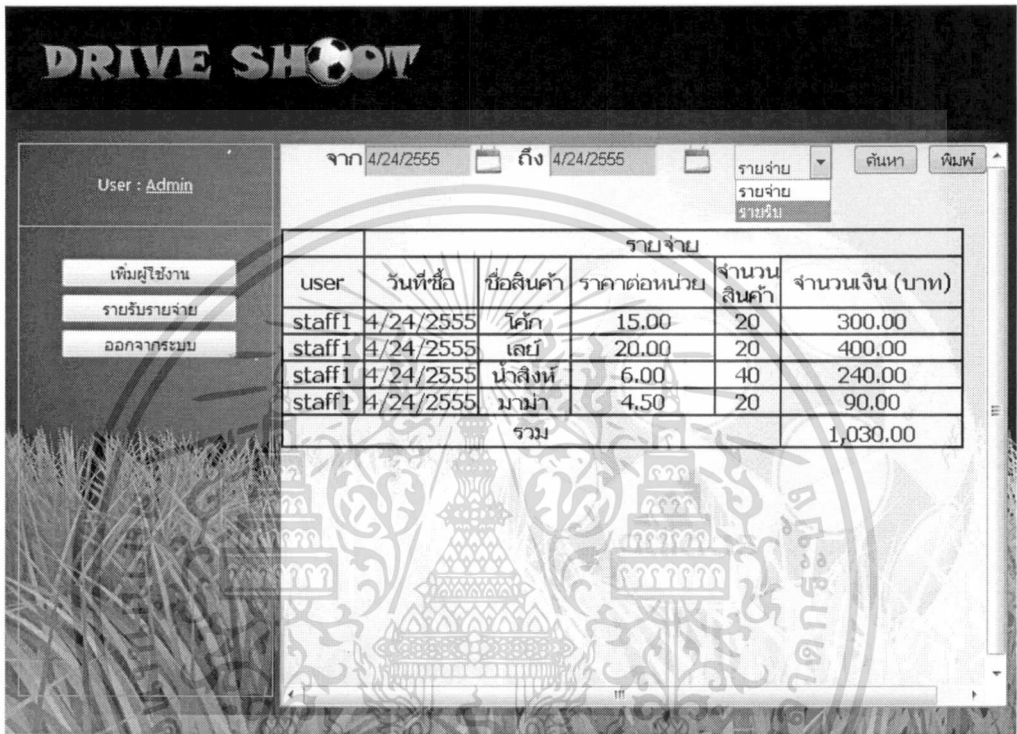 DRIVE SHOOT
User : Admin
เพิ่มผู้ใช้งาน
รายรับรายจ่าย
ออกจากระบบ
จาก 4/24/2555 ถึง 4/24/2555 รายจ่าย ค้นหา พิมพ์
รายจ่าย
รายรับ
รายจ่าย
user วันที่ซื้อ ชื่อสินค้า ราคาต่อหน่วย จำนวนสินค้า จำนวนเงิน (บาท)
staff1 4/24/2555 โค้ก 15.00 20 300.00
staff1 4/24/2555 เลย์ 20.00 20 400.00
staff1 4/24/2555 น้ำสิงห์ 6.00 40 240.00
staff1 4/24/2555 มาม่า 4.50 20 90.00
รวม 1,030.00